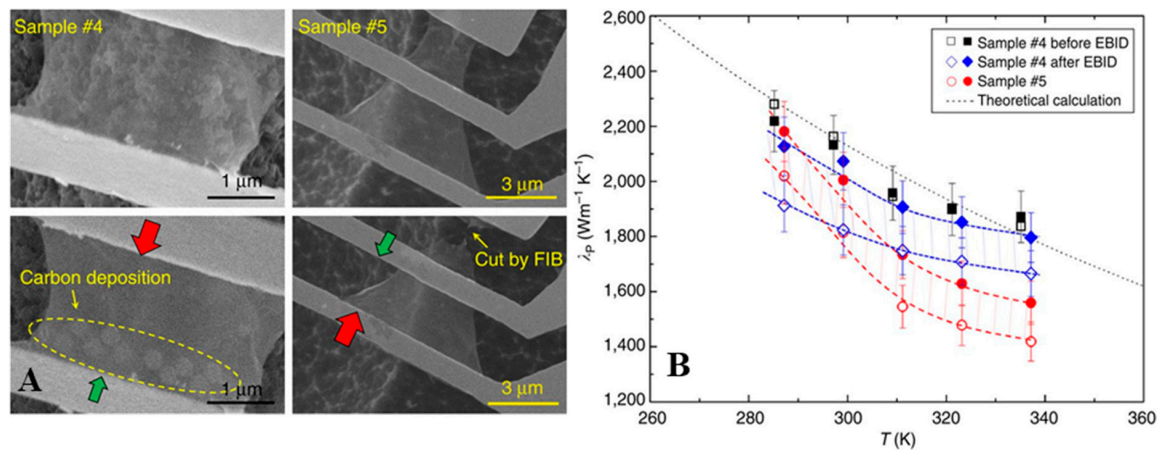 Sample #4
1 μm
Sample #5
3 μm
Carbon deposition
A
1 μm
Cut by FIB
3 μm
B
2,600
2,400
2,200
2,000
1,800
1,600
1,400
1,200
λP (Wm⁻¹ K⁻¹)
Sample #4 before EBID
Sample #4 after EBID
Sample #5
Theoretical calculation
260
280
300
320
340
360
T (K)